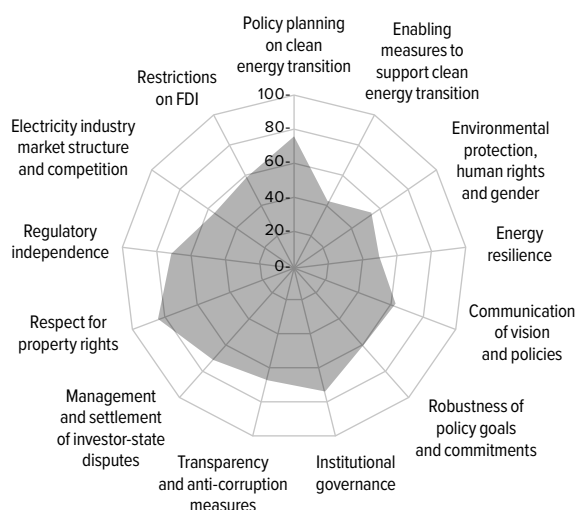 Policy planning
on clean
energy transition
Enabling
measures to
support clean
energy transition
Environmental
protection,
human rights
and gender
Energy
resilience
Communication
of vision
and policies
Robustness of
policy goals
and commitments
Institutional
governance
Transparency
and anti-corruption
measures
Management
and settlement
of investor-state
disputes
Respect for
property rights
Regulatory
independence
Electricity industry
market structure
and competition
Restrictions
on FDI
100-
80-
60-
40-
20-
0-